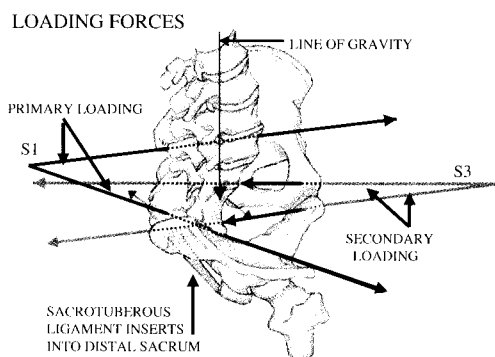 LOADING FORCES
LINE OF GRAVITY
PRIMARY LOADING
S1
S3
SECONDARY
LOADING
SACROTUBEROUS
LIGAMENT INSERTS
INTO DISTAL SACRUM